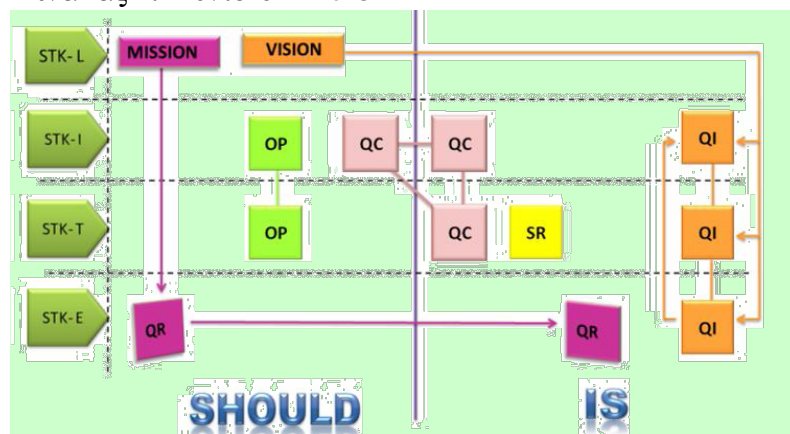 STK- L MISSION VISION
STK- I OP QC QC QI
STK- T OP QC SR QI
STK- E QR QR QI
SHOULD IS